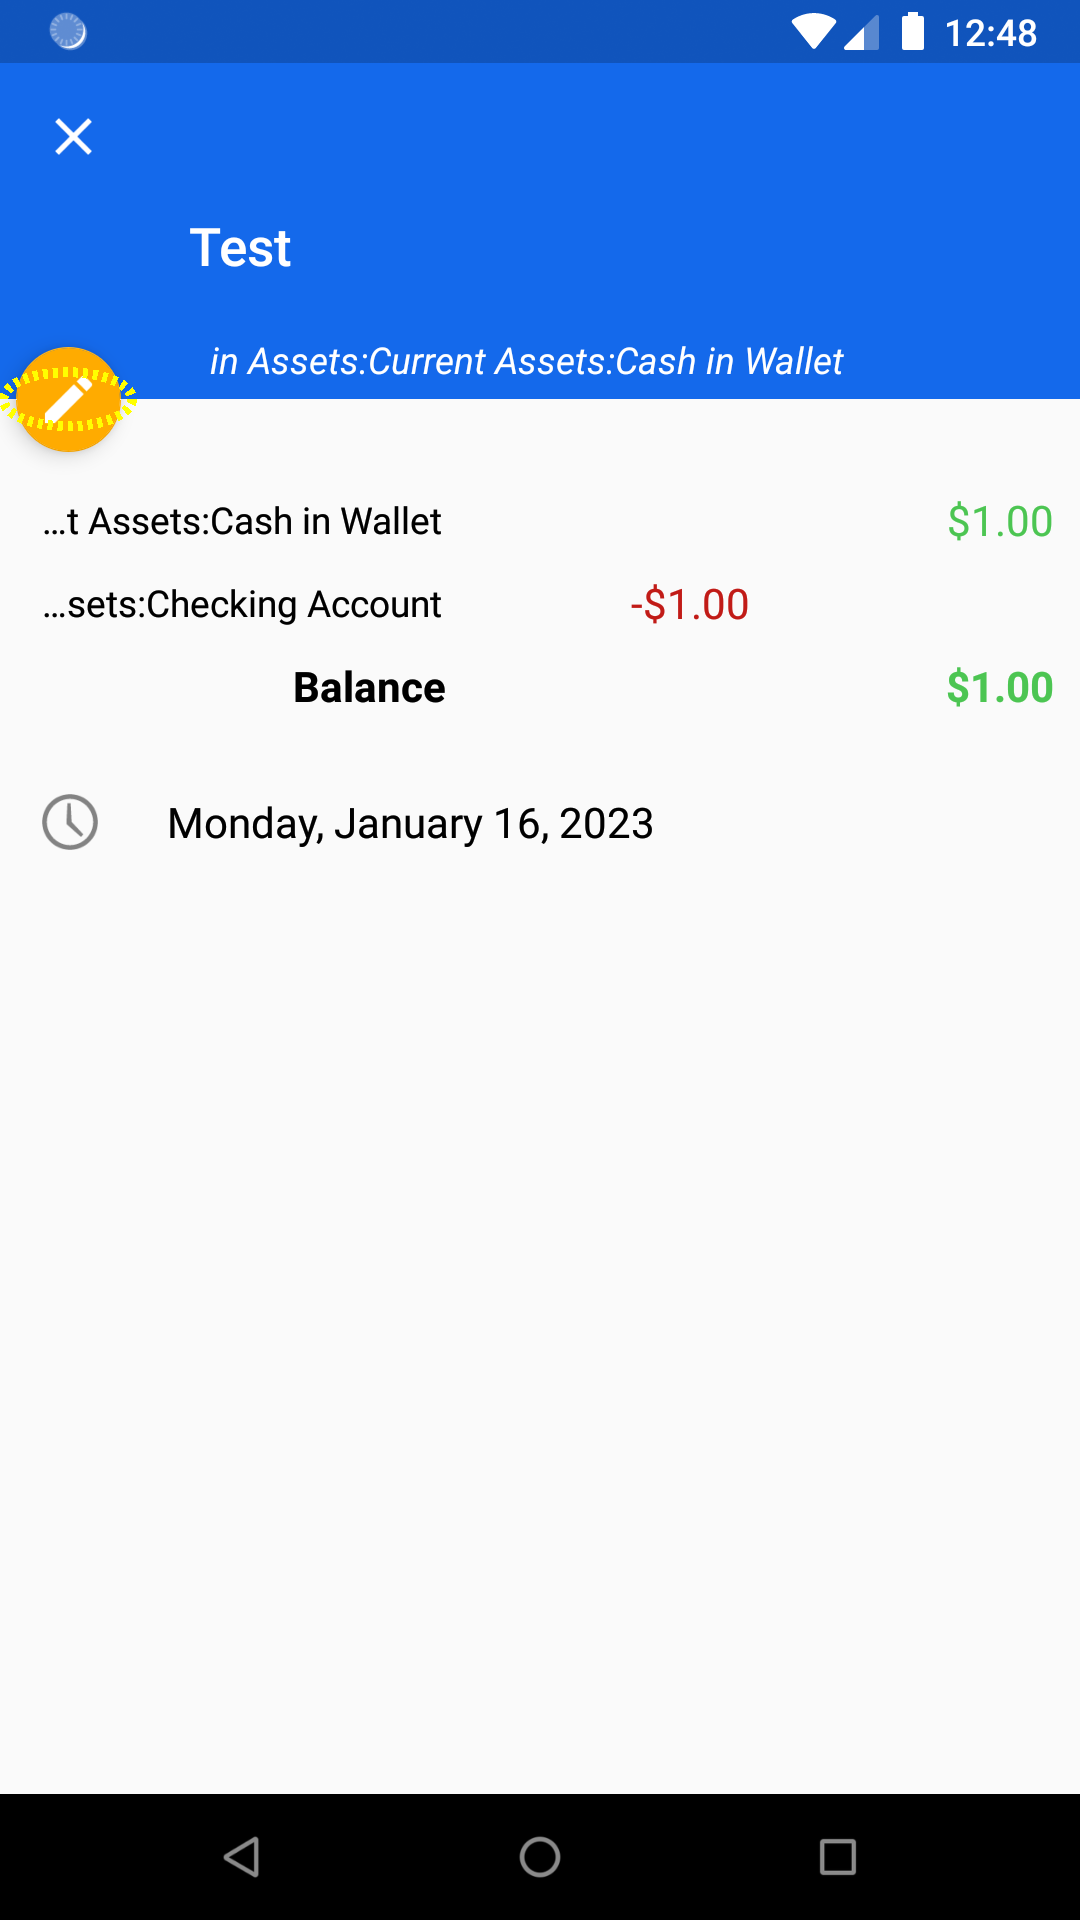 12:48
Test
in Assets:Current Assets:Cash in Wallet
...t Assets:Cash in Wallet $1.00
...sets:Checking Account -$1.00
Balance $1.00
Monday, January 16, 2023